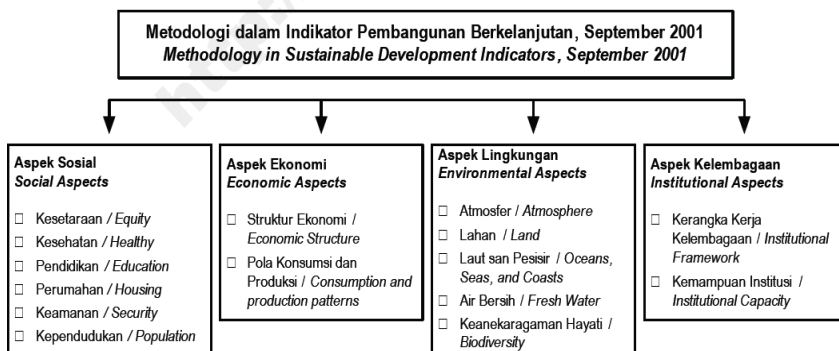 Metodologi dalam Indikator Pembangunan Berkelanjutan, September 2001
Methodology in Sustainable Development Indicators, September 2001
Aspek Sosial
Social Aspects
□ Kesetaraan / Equity
□ Kesehatan / Healthy
□ Pendidikan / Education
□ Perumahan / Housing
□ Keamanan / Security
□ Kependudukan / Population
Aspek Ekonomi
Economic Aspects
□ Struktur Ekonomi /
Economic Structure
□ Pola Konsumsi dan
Produksi / Consumption and
production patterns
Aspek Lingkungan
Environmental Aspects
□ Atmosfer / Atmosphere
□ Lahan / Land
□ Laut san Pesisir / Oceans,
Seas, and Coasts
□ Air Bersih / Fresh Water
□ Keanekaragaman Hayati /
Biodiversity
Aspek Kelembagaan
Institutional Aspects
□ Kerangka Kerja
Kelembagaan / Institutional
Framework
□ Kemampuan Institusi /
Institutional Capacity